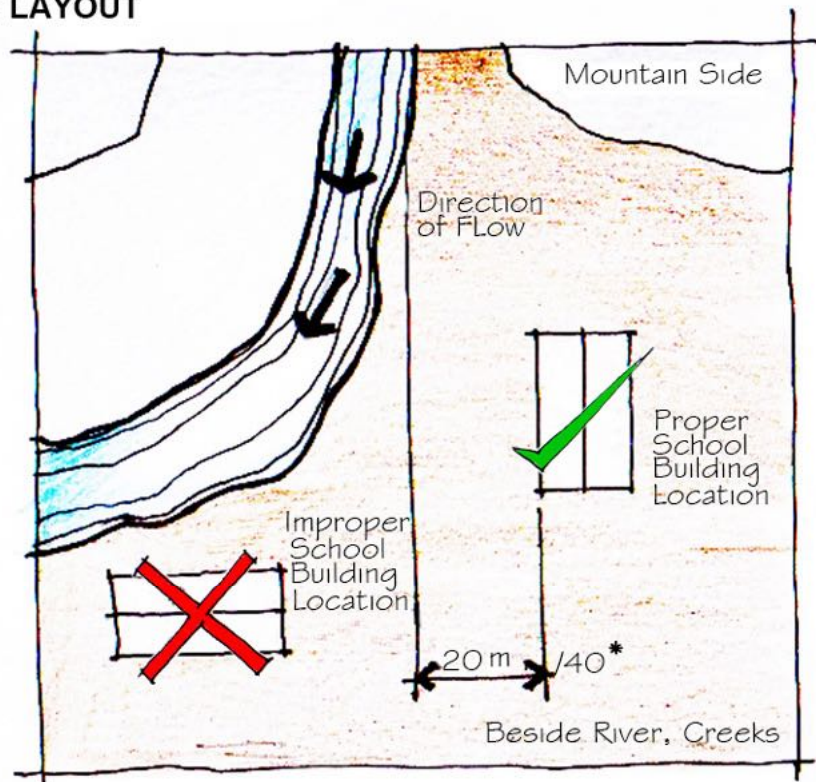 LAYOUT
Mountain Side
Direction
of FLow
Proper
School
Building
Location
Improper
School
Building
Location
20 m /40*
Beside River, Creeks